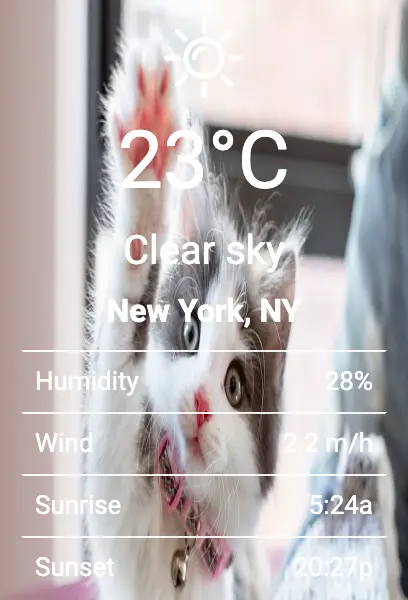 23°C
Clear sky
New York, NY
Humidity 28%
Wind 2.2 m/h
Sunrise 5:24a
Sunset 20:27p